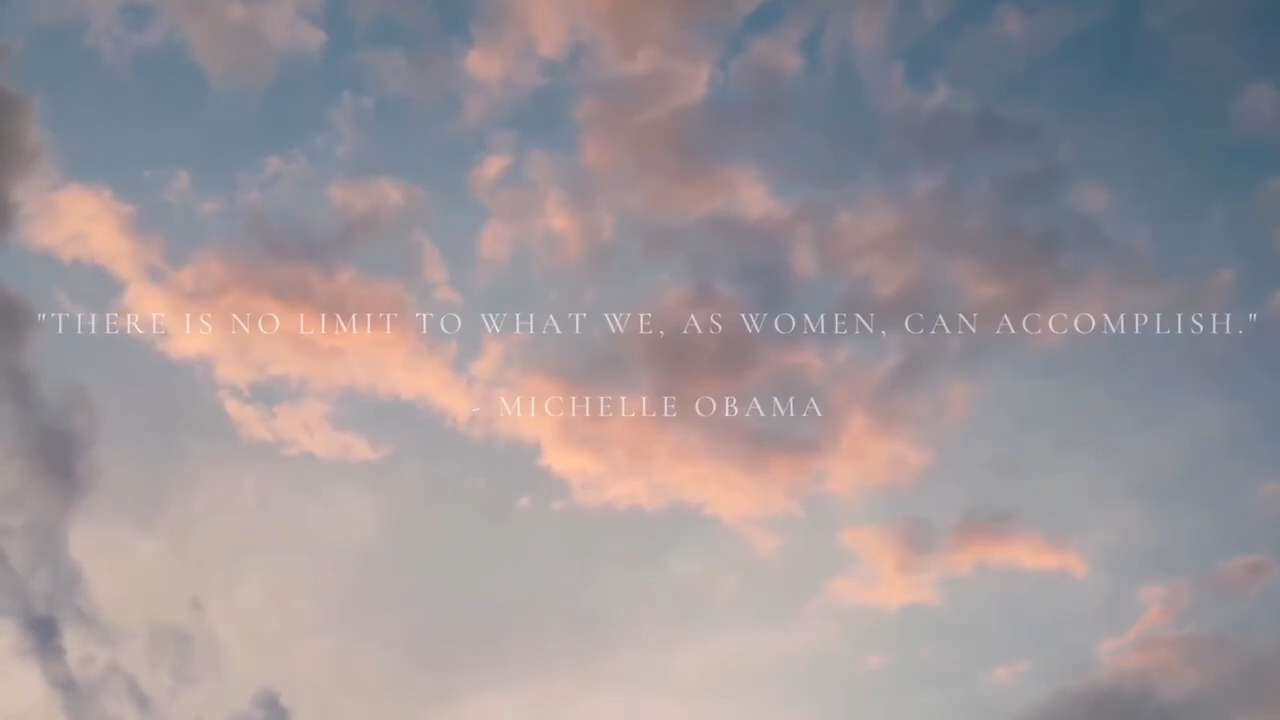 "THERE IS NO LIMIT TO WHAT WE, AS WOMEN, CAN ACCOMPLISH."
- MICHELLE OBAMA